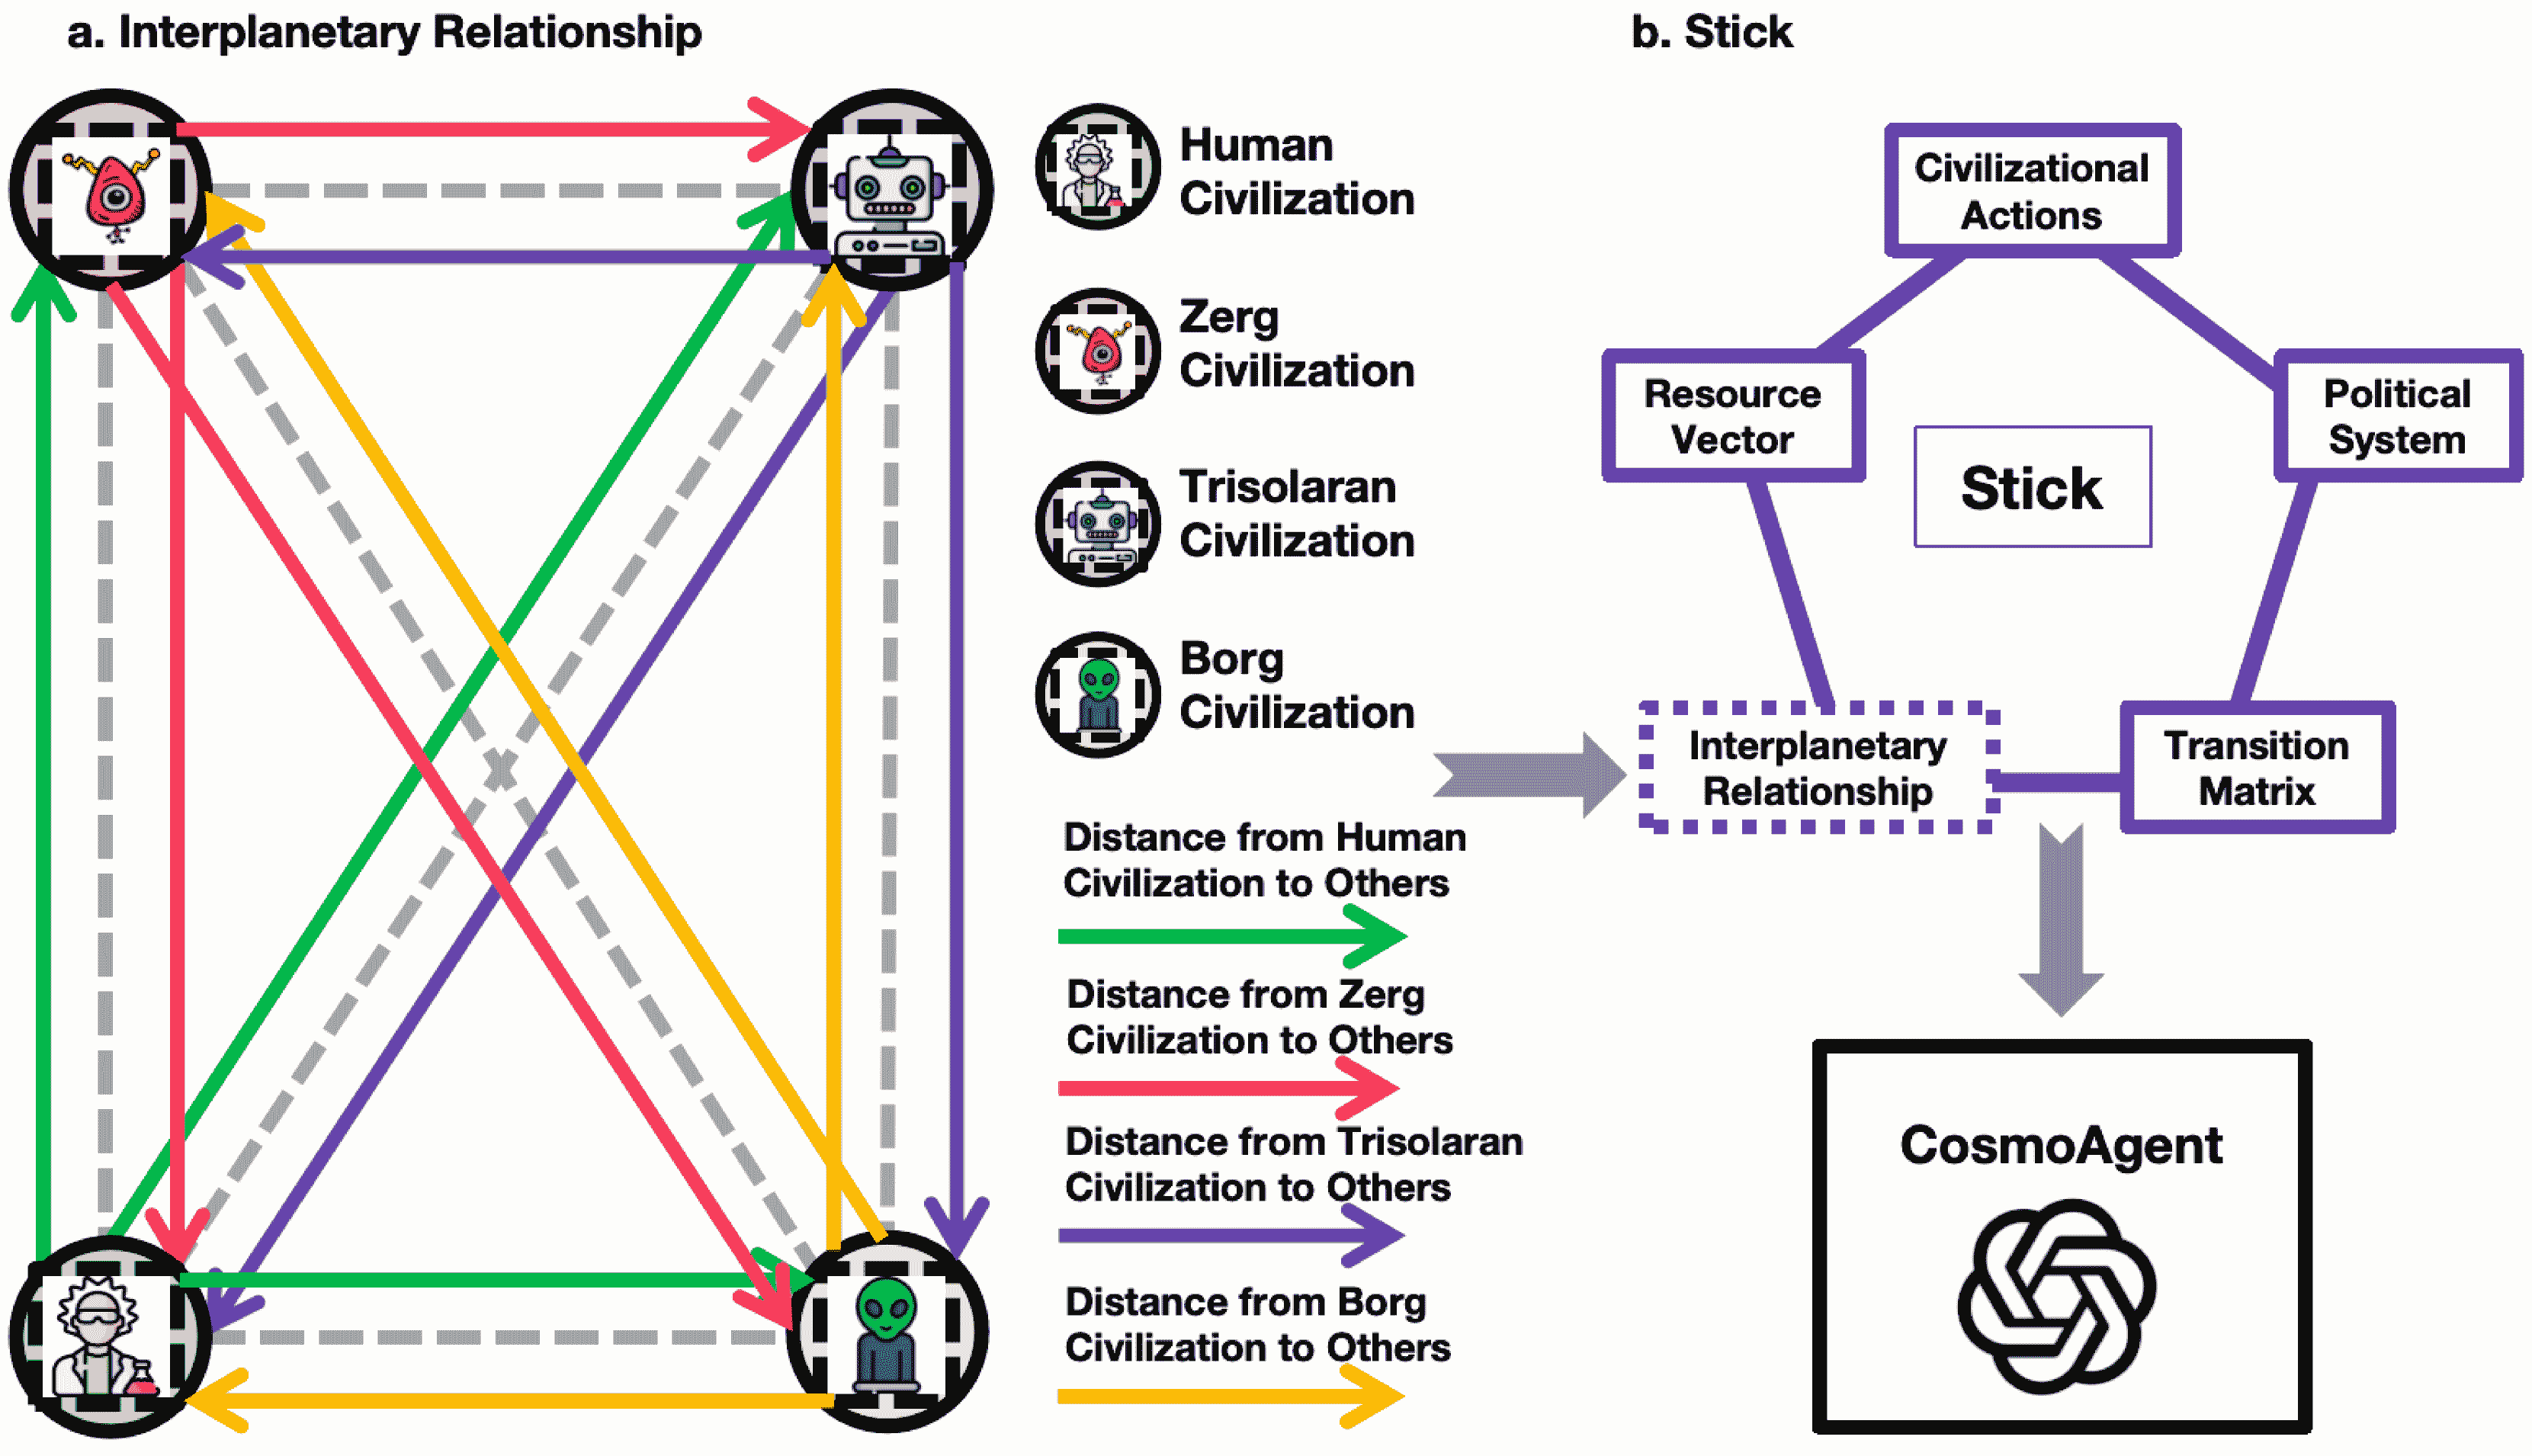 a. Interplanetary Relationship
Human
Civilization
Zerg
Civilization
Trisolaran
Civilization
Borg
Civilization
Distance from Human
Civilization to Others
Distance from Zerg
Civilization to Others
Distance from Trisolaran
Civilization to Others
Distance from Borg
Civilization to Others
b. Stick
Civilizational
Actions
Resource
Vector
Political
System
Stick
Interplanetary
Relationship
Transition
Matrix
CosmoAgent